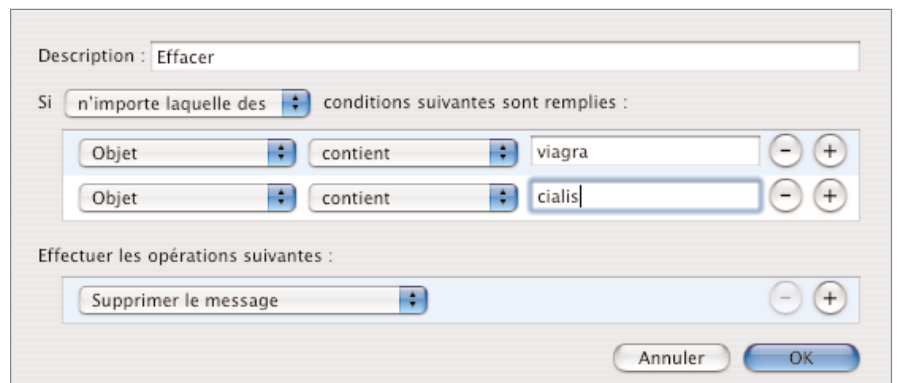 Description : Effacer
Si n'importe laquelle des conditions suivantes sont remplies :
Objet contient viagra - +
Objet contient cialis - +
Effectuer les opérations suivantes :
Supprimer le message - +
Annuler OK